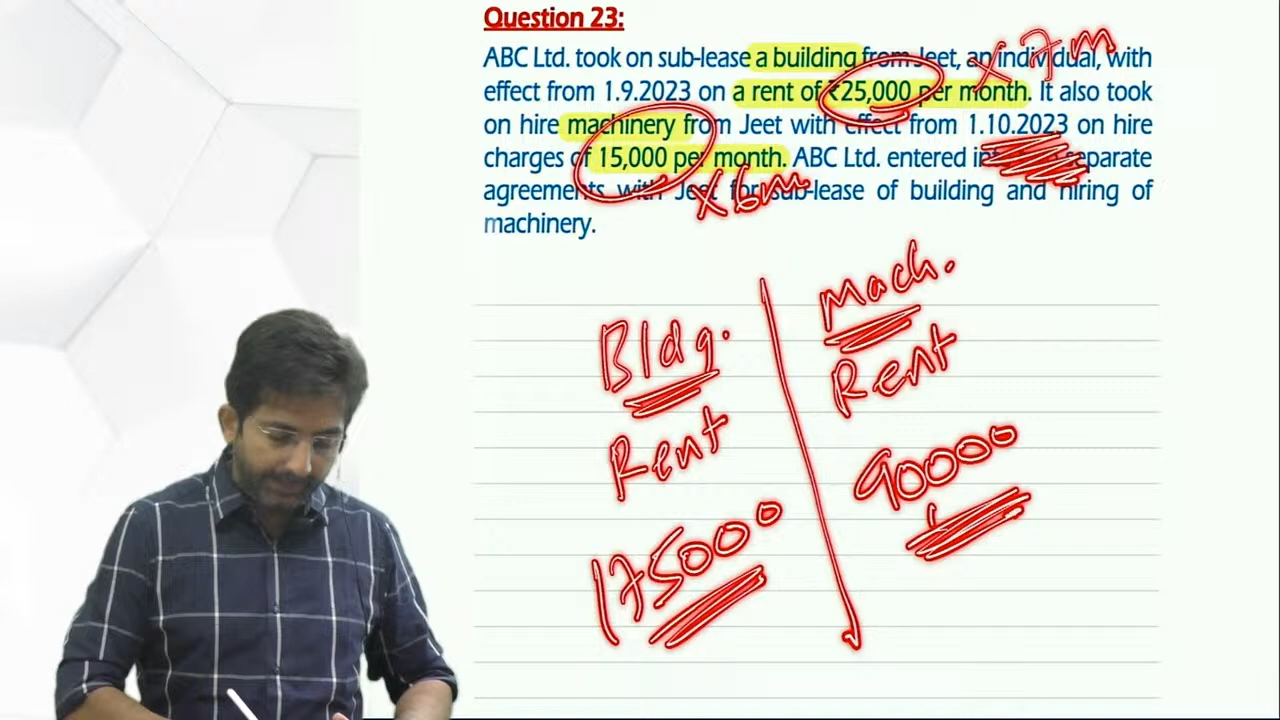 Question 23:
ABC Ltd. took on sub-lease a building from Jeet, an individual, with
effect from 1.9.2023 on a rent of ₹25,000 per month. It also took
on hire machinery from Jeet with effect from 1.10.2023 on hire
charges of 15,000 per month. ABC Ltd. entered separate
agreements with Jeet for sub-lease of building and hiring of
machinery.
x 7m
x 6m
Bldg.
Rent
175000
Mach.
Rent
90000